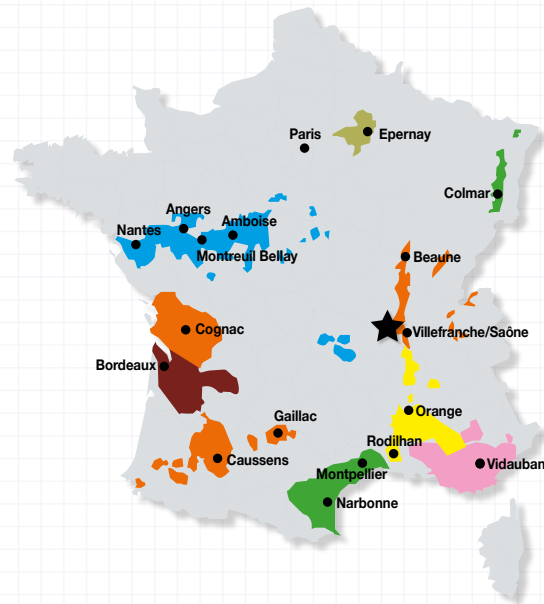 Paris
Epernay
Colmar
Angers
Amboise
Nantes
Montreuil Bellay
Beaune
Cognac
Villefranche/Saône
Bordeaux
Gaillac
Orange
Rodilhan
Caussens
Montpellier
Vidauban
Narbonne